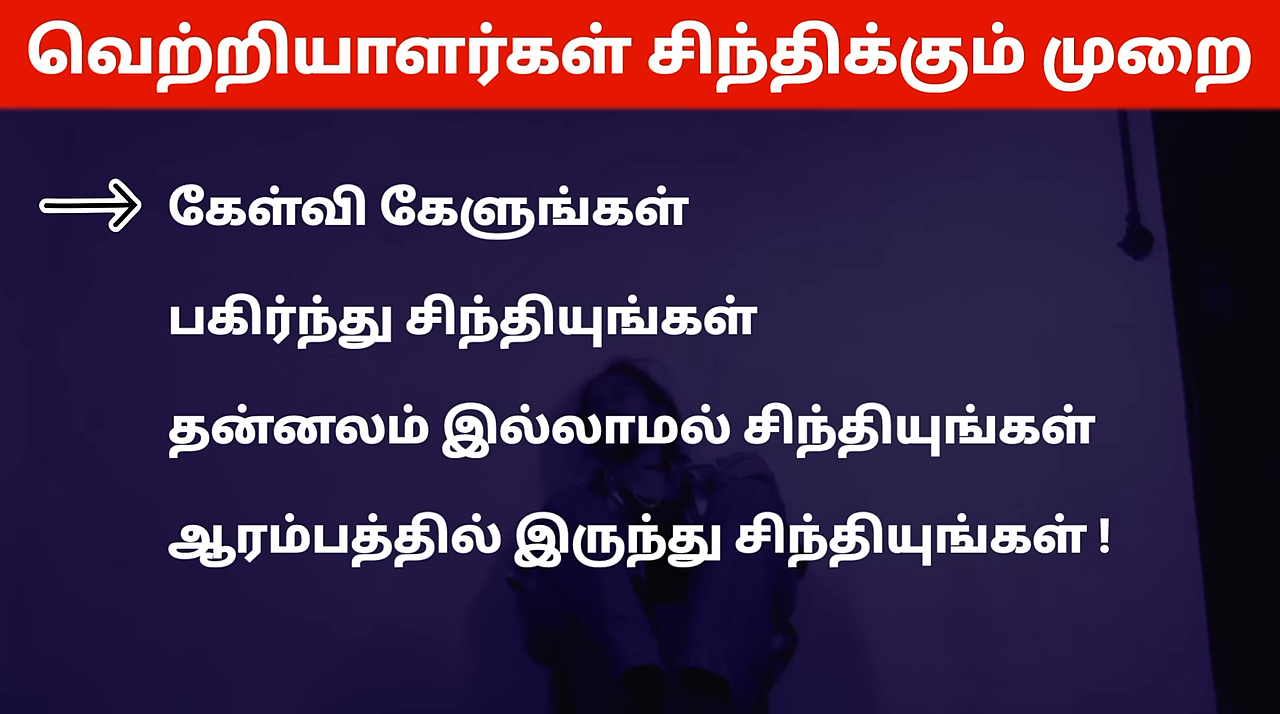 வெற்றியாளர்கள் சிந்திக்கும் முறை
கேள்வி கேளுங்கள்
பகிர்ந்து சிந்தியுங்கள்
தன்னலம் இல்லாமல் சிந்தியுங்கள்
ஆரம்பத்தில் இருந்து சிந்தியுங்கள் !